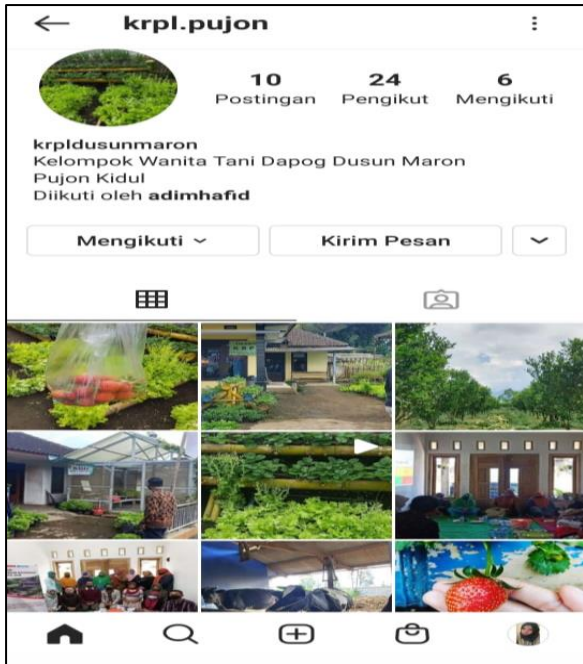 krpl.pujon
10 24 6
Postingan Pengikut Mengikuti
krpldusunmaron
Kelompok Wanita Tani Dapog Dusun Maron
Pujon Kidul
Diikuti oleh adimhafid
Mengikuti Kirim Pesan